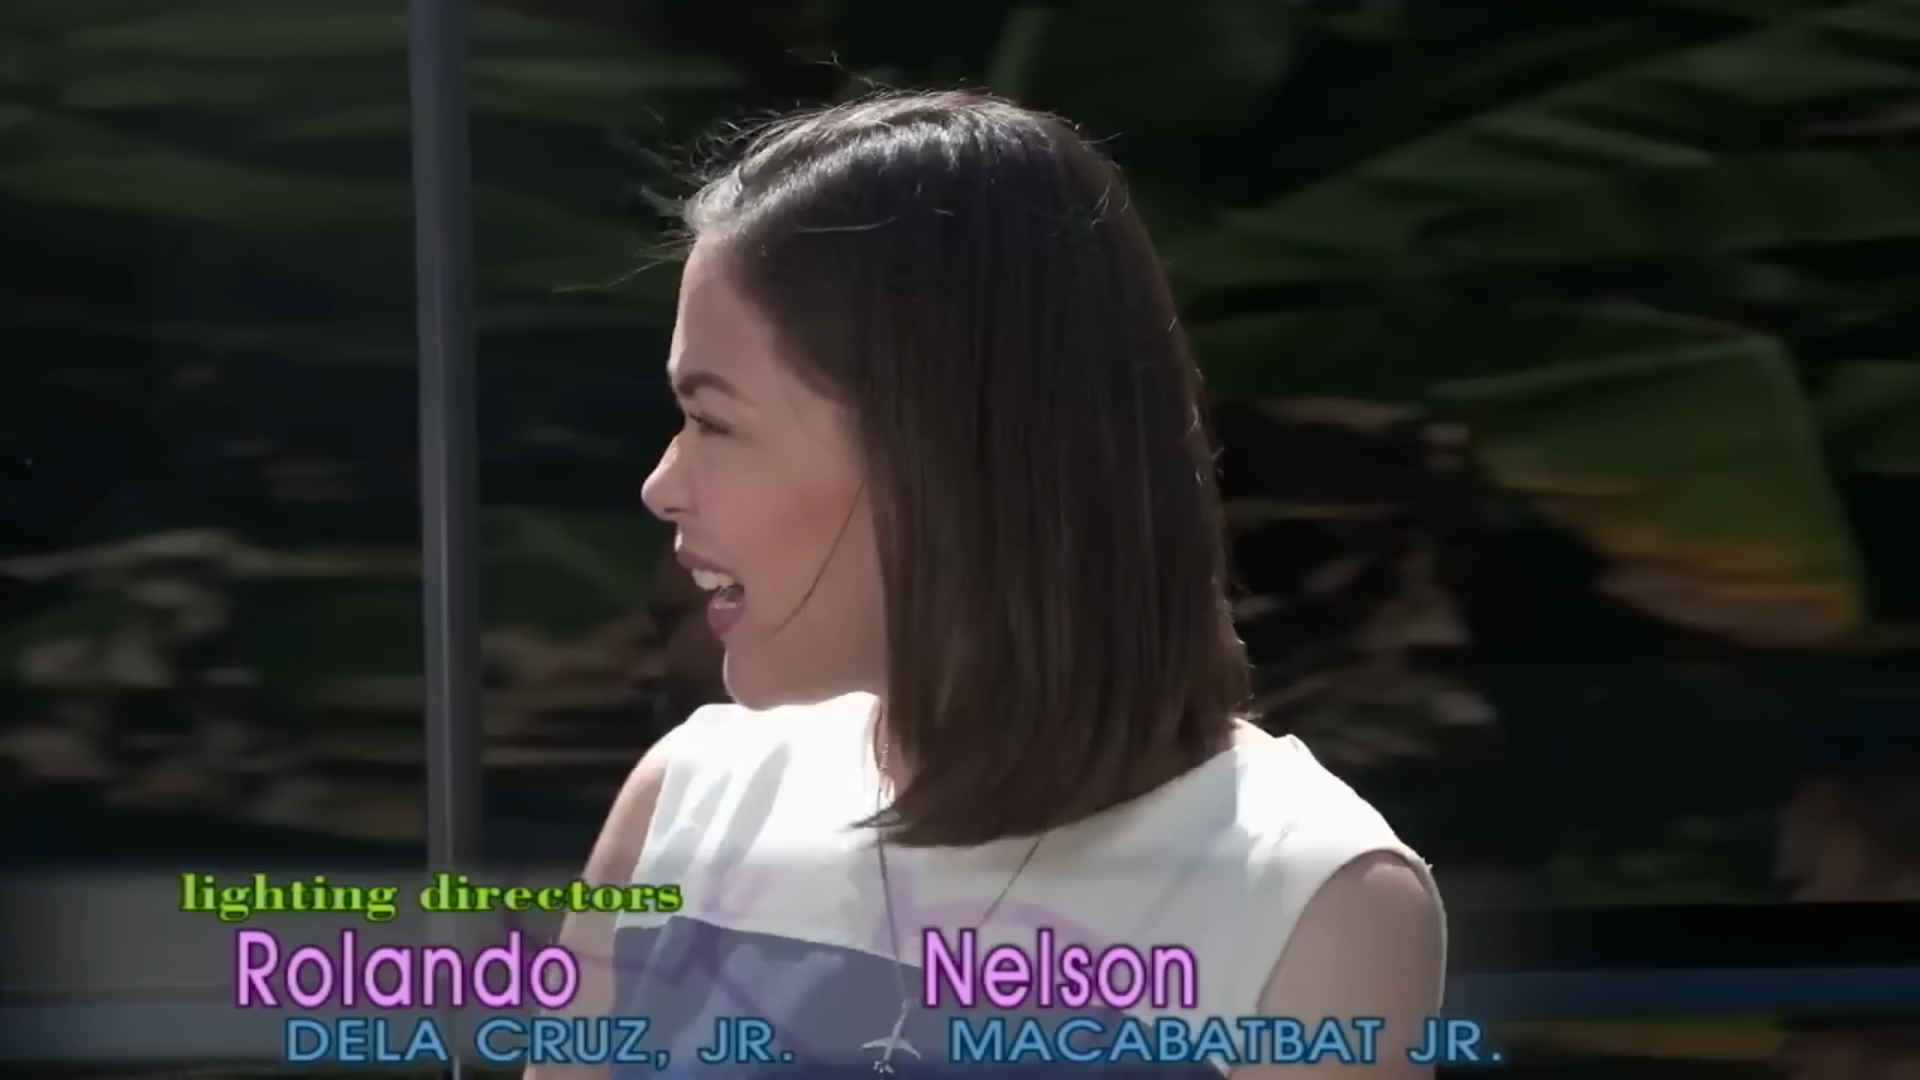 lighting directors
Rolando Nelson
DELA CRUZ, JR. MACABATBAT JR.